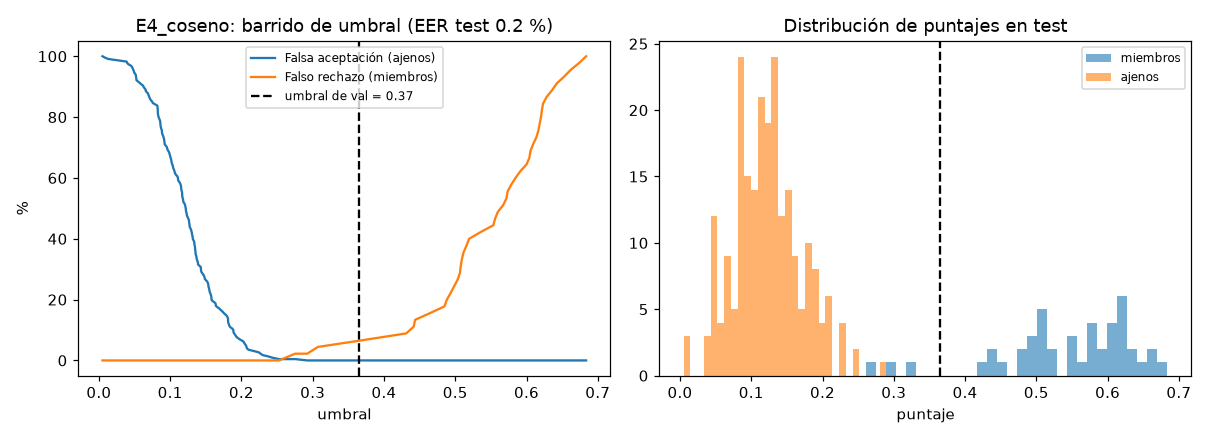 E4_coseno: barrido de umbral (EER test 0.2 %)
Falsa aceptación (ajenos)
Falso rechazo (miembros)
umbral de val = 0.37
100
80
60
40
20
0
%
0.0 0.1 0.2 0.3 0.4 0.5 0.6 0.7
umbral
Distribución de puntajes en test
miembros
ajenos
25
20
15
10
5
0
0.0 0.1 0.2 0.3 0.4 0.5 0.6 0.7
puntaje